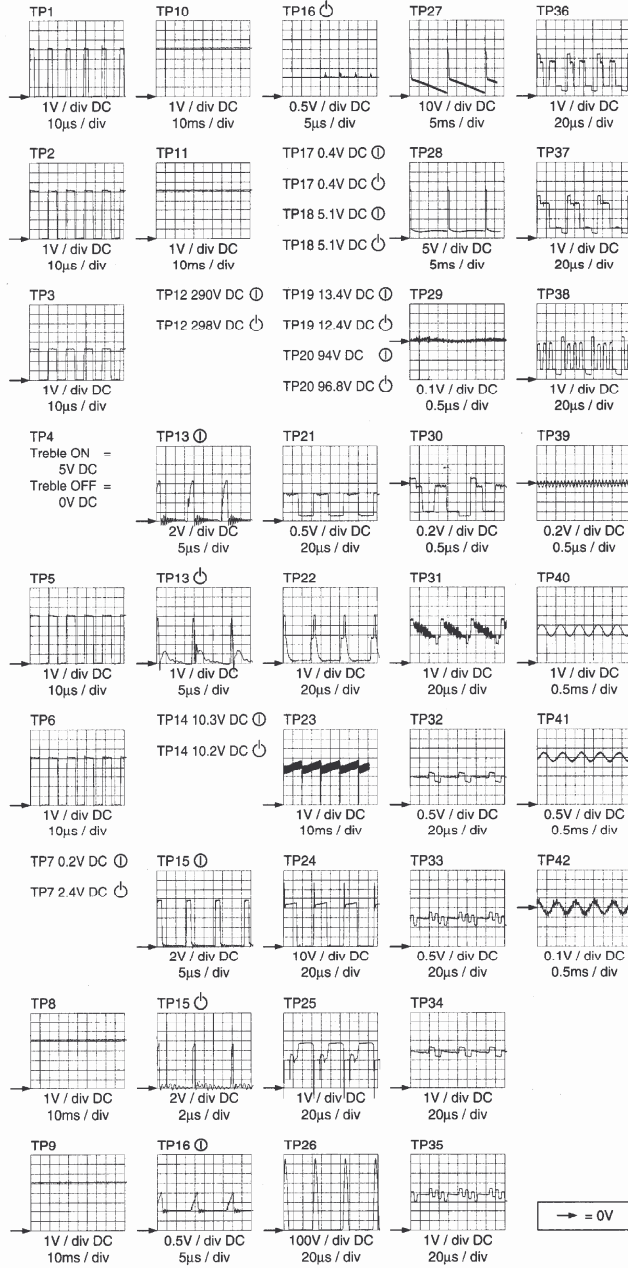 TP1
1V / div DC
10µs / div
TP2
1V / div DC
10µs / div
TP3
1V / div DC
10µs / div
TP4
Treble ON =
5V DC
Treble OFF =
0V DC
TP5
1V / div DC
10µs / div
TP6
1V / div DC
10µs / div
TP7 0.2V DC
TP7 2.4V DC
TP8
1V / div DC
10ms / div
TP9
1V / div DC
10ms / div
TP10
1V / div DC
10ms / div
TP11
1V / div DC
10ms / div
TP12 290V DC
TP12 298V DC
TP13
2V / div DC
5µs / div
TP13
1V / div DC
5µs / div
TP14 10.3V DC
TP14 10.2V DC
TP15
2V / div DC
5µs / div
TP15
2V / div DC
2µs / div
TP16
0.5V / div DC
5µs / div
TP16
0.5V / div DC
5µs / div
TP17 0.4V DC
TP17 0.4V DC
TP18 5.1V DC
TP18 5.1V DC
TP19 13.4V DC
TP19 12.4V DC
TP20 94V DC
TP20 96.8V DC
TP21
0.5V / div DC
20µs / div
TP22
1V / div DC
20µs / div
TP23
1V / div DC
10ms / div
TP24
10V / div DC
20µs / div
TP25
1V / div DC
20µs / div
TP26
100V / div DC
20µs / div
TP27
10V / div DC
5ms / div
TP28
5V / div DC
5ms / div
TP29
0.1V / div DC
0.5µs / div
TP30
0.2V / div DC
0.5µs / div
TP31
1V / div DC
20µs / div
TP32
0.5V / div DC
20µs / div
TP33
0.5V / div DC
20µs / div
TP34
1V / div DC
20µs / div
TP35
1V / div DC
20µs / div
TP36
1V / div DC
20µs / div
TP37
1V / div DC
20µs / div
TP38
1V / div DC
20µs / div
TP39
0.2V / div DC
0.5µs / div
TP40
1V / div DC
0.5ms / div
TP41
0.5V / div DC
0.5ms / div
TP42
0.1V / div DC
0.5ms / div
→ = 0V